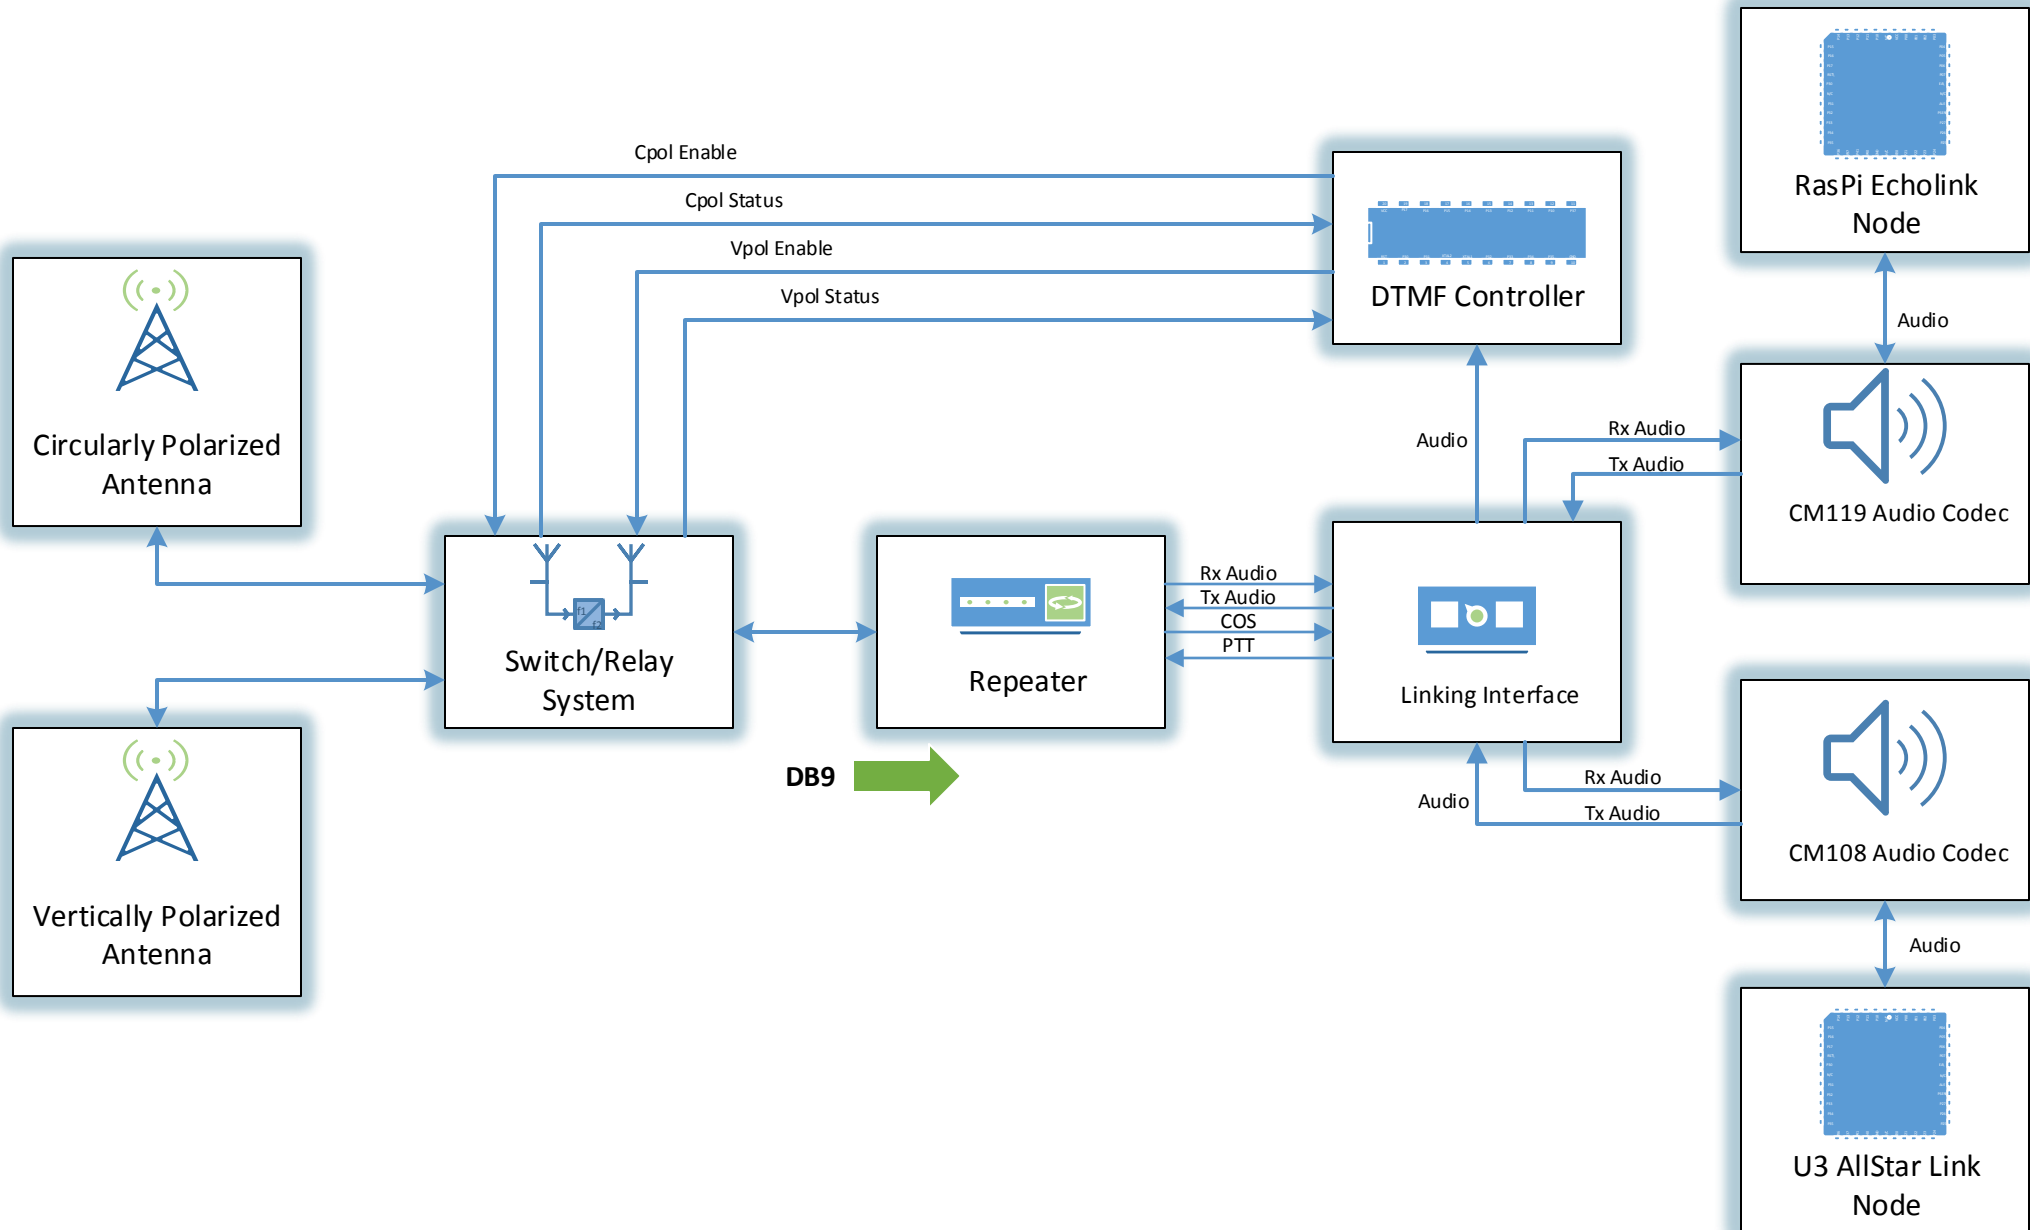 RasPi Echolink
Node
Cpol Enable
Cpol Status
Vpol Enable
Vpol Status
DTMF Controller
Audio
Circularly Polarized
Antenna
Audio
Rx Audio
Tx Audio
CM119 Audio Codec
f1
f2
Switch/Relay
System
Repeater
Rx Audio
Tx Audio
COS
PTT
Linking Interface
DB9
Audio
Rx Audio
Tx Audio
CM108 Audio Codec
Vertically Polarized
Antenna
Audio
U3 AllStar Link
Node